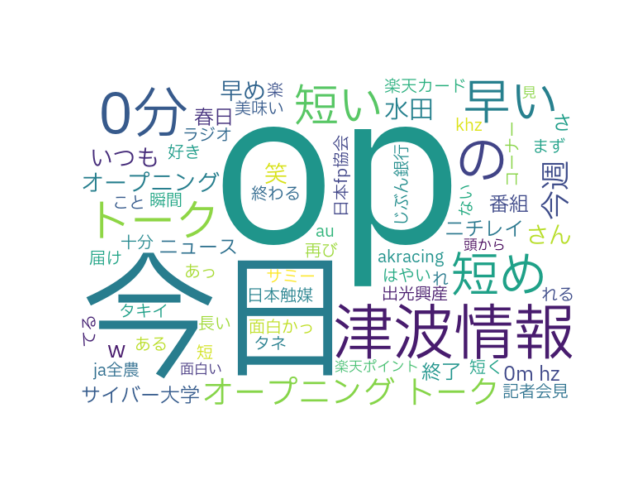 op
今日
津波情報
0分
短い
早い
の
早め
楽
美味い
春日
ラジオ
楽天カード
水田
khz
見
さ
まず
コーナー
いつも
好き
笑
終わる
日本fp協会
じぶん銀行
ない
番組
今週
オープニング
こと
瞬間
トーク
au
再び
ニチレイ
さん
頭から
十分
ニュース
届け
あっ
akracing
はやい
れ
短め
サミー
日本触媒
出光興産
れる
タキイ
長い
面白かっ
タネ
w
ある
短
ja全農
面白い
楽天ポイント
終了
短く
0m hz
サイバー大学
オープニング トーク
記者会見